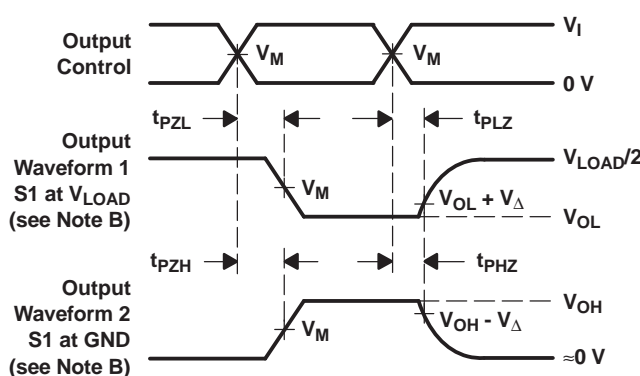 Output
Control
V_M
V_M
V_I
0 V
t_PZL
t_PLZ
Output
Waveform 1
S1 at V_LOAD
(see Note B)
V_M
V_LOAD/2
V_OL + V_Δ
V_OL
t_PZH
t_PHZ
Output
Waveform 2
S1 at GND
(see Note B)
V_M
V_OH
V_OH - V_Δ
≈0 V